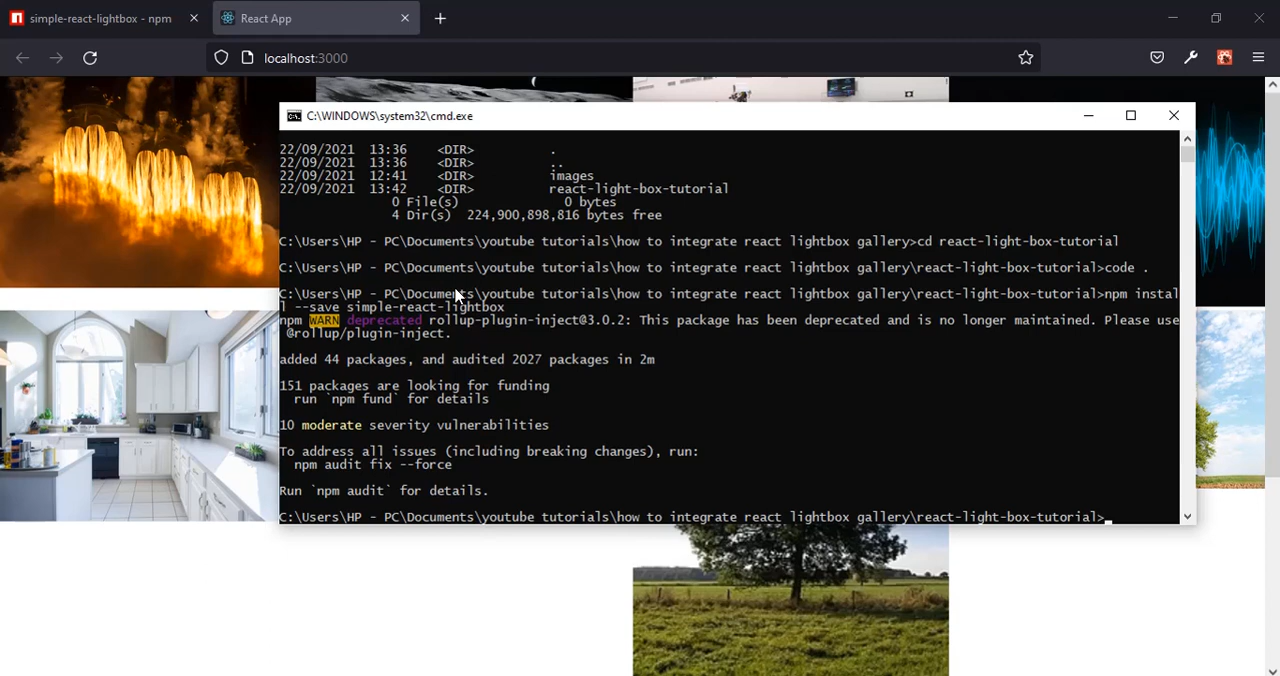 simple-react-lightbox - npm
React App
localhost:3000
C:\WINDOWS\system32\cmd.exe
22/09/2021  13:36    <DIR>          .
22/09/2021  13:36    <DIR>          ..
22/09/2021  12:41    <DIR>          images
22/09/2021  13:42    <DIR>          react-light-box-tutorial
0 File(s)              0 bytes
4 Dir(s)  224,900,898,816 bytes free
C:\Users\HP - PC\Documents\youtube tutorials\how to integrate react lightbox gallery>cd react-light-box-tutorial
C:\Users\HP - PC\Documents\youtube tutorials\how to integrate react lightbox gallery\react-light-box-tutorial>code .
C:\Users\HP - PC\Documents\youtube tutorials\how to integrate react lightbox gallery\react-light-box-tutorial>npm instal
l --save simple-react-lightbox
npm WARN deprecated rollup-plugin-inject@3.0.2: This package has been deprecated and is no longer maintained. Please use
@rollup/plugin-inject.
added 44 packages, and audited 2027 packages in 2m
151 packages are looking for funding
run `npm fund` for details
10 moderate severity vulnerabilities
To address all issues (including breaking changes), run:
npm audit fix --force
Run `npm audit` for details.
C:\Users\HP - PC\Documents\youtube tutorials\how to integrate react lightbox gallery\react-light-box-tutorial>